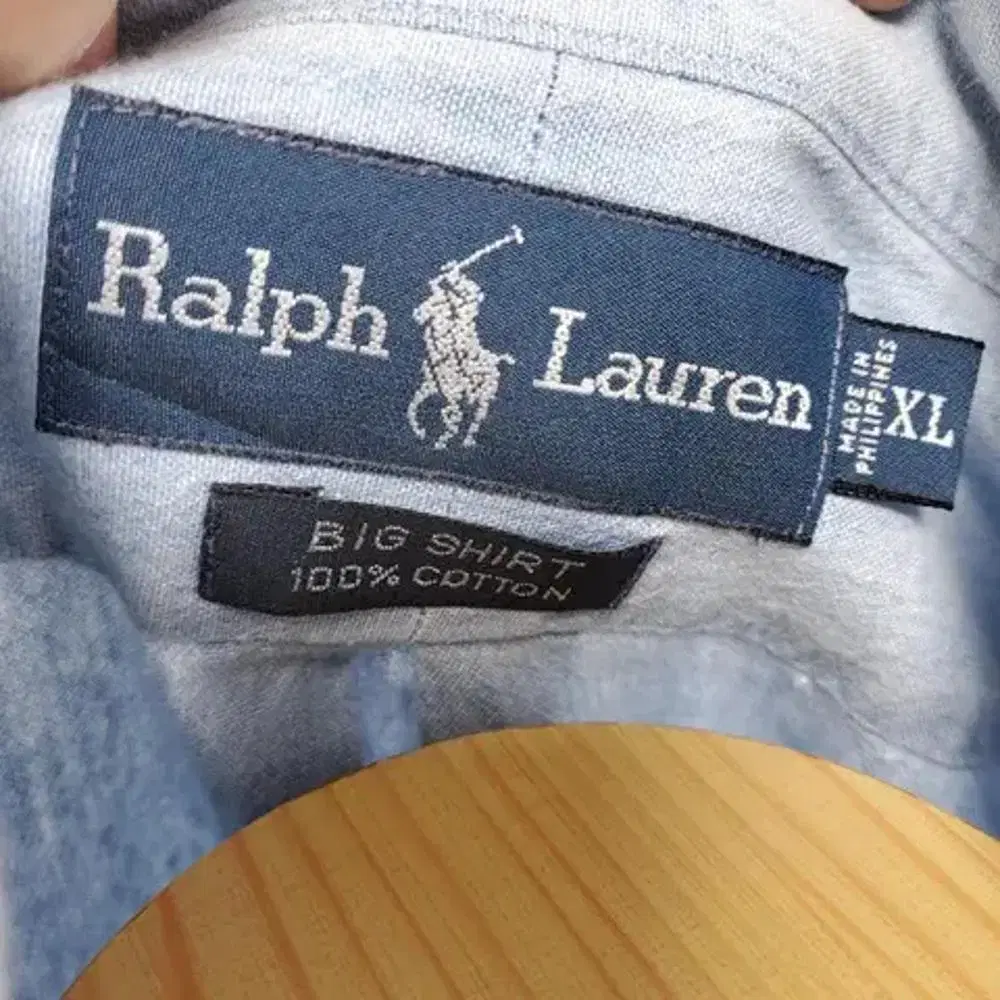 Ralph Lauren
MADE IN
PHILIPPINES
XL
BIG SHIRT
100% COTTON